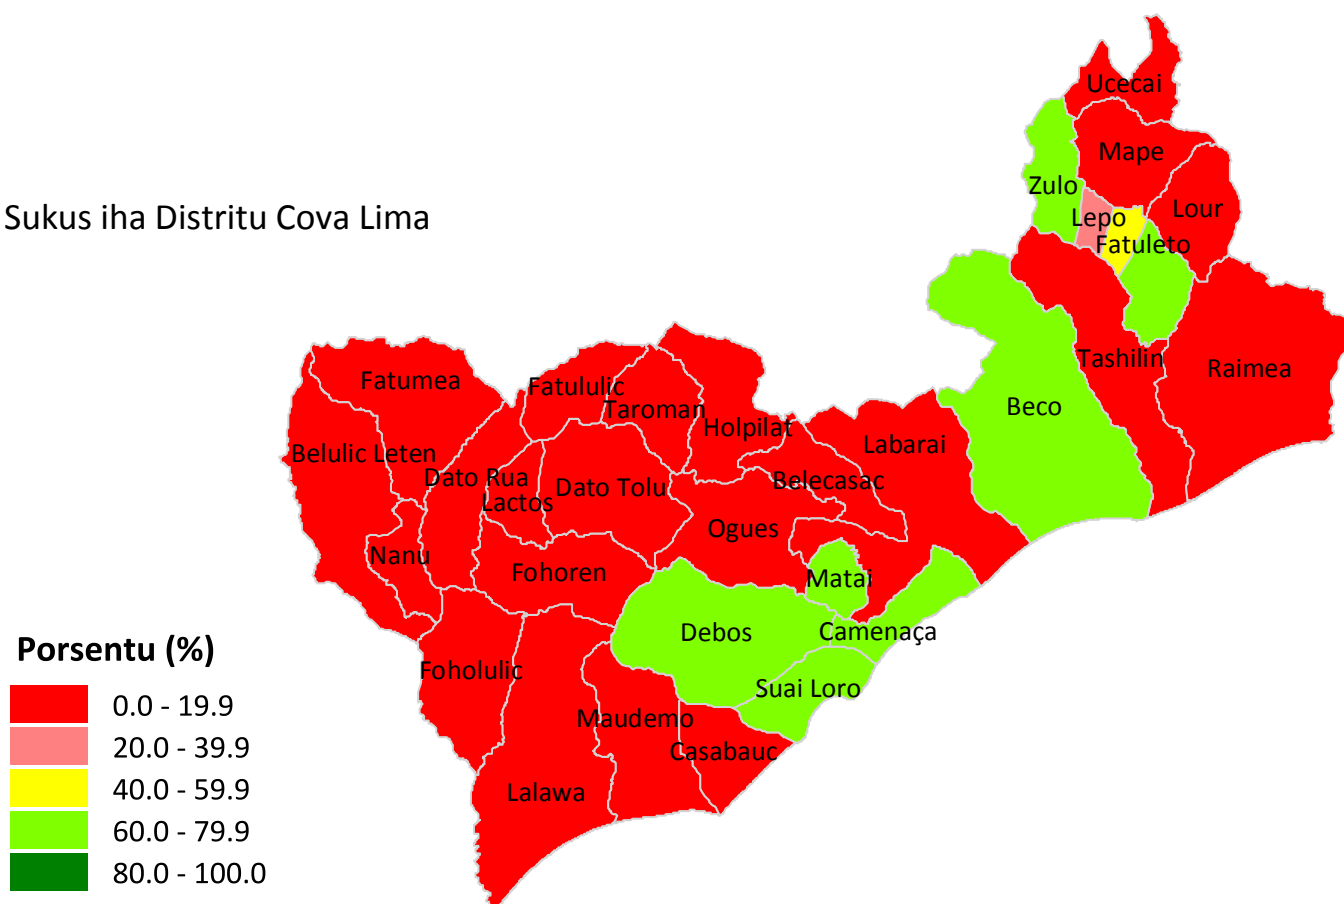 Ucecai
Mape
Zulo
Lour
Lepo
Fatuleto
Sukus iha Distritu Cova Lima
Tashilin
Raimea
Fatumea
Fatululic
Taroman
Beco
Holpilat
Labarai
Belulic Leten
Dato Rua
Belecasac
Lactos
Dato Tolu
Ogues
Nanu
Fohoren
Matai
Debos
Camenaça
Foholulic
Suai Loro
Maudemo
Casabauc
Lalawa
Porsentu (%)
0.0 - 19.9
20.0 - 39.9
40.0 - 59.9
60.0 - 79.9
80.0 - 100.0